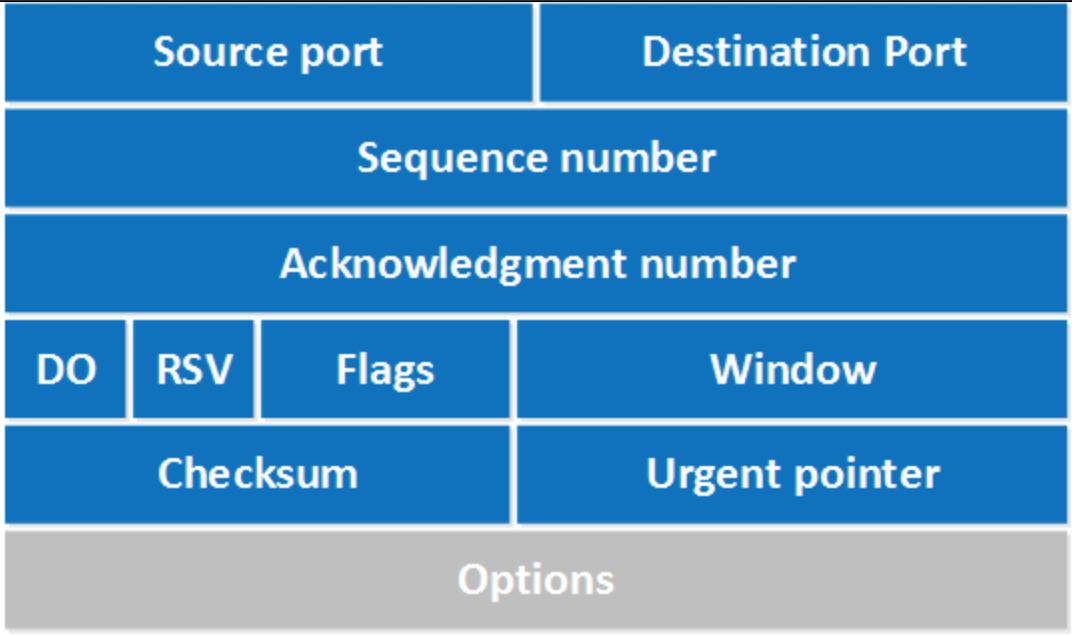 Source port Destination Port
Sequence number
Acknowledgment number
DO RSV Flags Window
Checksum Urgent pointer
Options